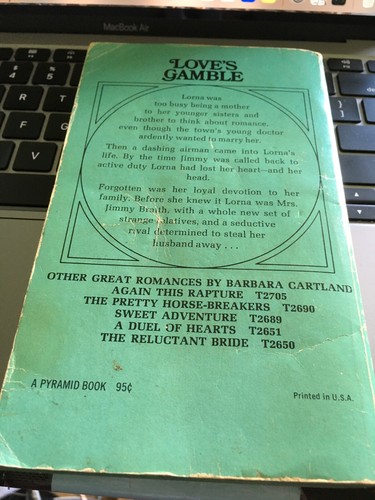 MacBook Air
LOVE'S
GAMBLE
Lorna was
too busy being a mother
to her younger sisters and
brother to think about romance,
even though the town's young doctor
ardently wanted to marry her.
Then a dashing airman came into Lorna's
life. By the time Jimmy was called back to
active duty Lorna had lost her heart—and her
head.
Forgotten was her loyal devotion to her
family. Before she knew it Lorna was Mrs.
Jimmy Braith, with a whole new set of
strange relatives, and a seductive
rival determined to steal her
husband away . . .
OTHER GREAT ROMANCES BY BARBARA CARTLAND
AGAIN THIS RAPTURE T2705
THE PRETTY HORSE-BREAKERS T2690
SWEET ADVENTURE T2689
A DUEL OF HEARTS T2651
THE RELUCTANT BRIDE T2650
A PYRAMID BOOK 95¢
Printed in U.S.A.
$
4
%
5
R
T
F
G
V